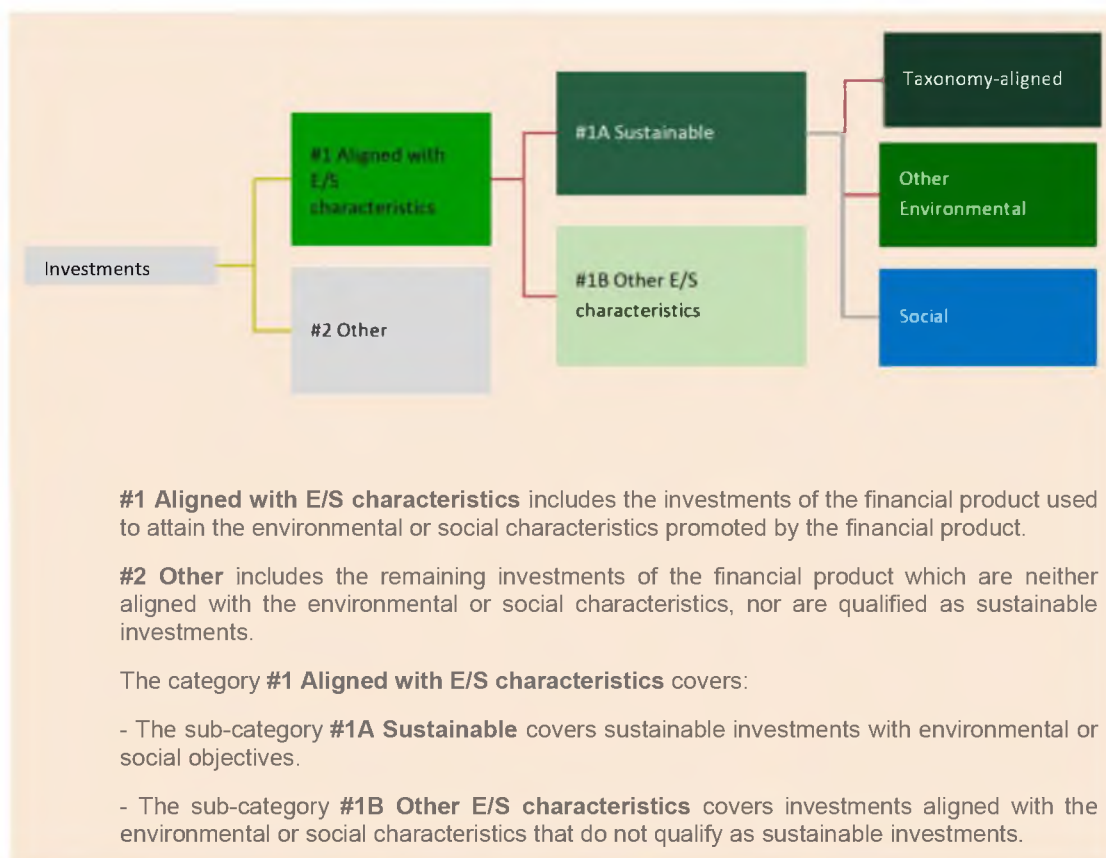 Investments
#1 Aligned with
E/S
characteristics
#2 Other
#1A Sustainable
#1B Other E/S
characteristics
Taxonomy-aligned
Other
Environmental
Social
#1 Aligned with E/S characteristics includes the investments of the financial product used
to attain the environmental or social characteristics promoted by the financial product.
#2 Other includes the remaining investments of the financial product which are neither
aligned with the environmental or social characteristics, nor are qualified as sustainable
investments.
The category #1 Aligned with E/S characteristics covers:
- The sub-category #1A Sustainable covers sustainable investments with environmental or
social objectives.
- The sub-category #1B Other E/S characteristics covers investments aligned with the
environmental or social characteristics that do not qualify as sustainable investments.